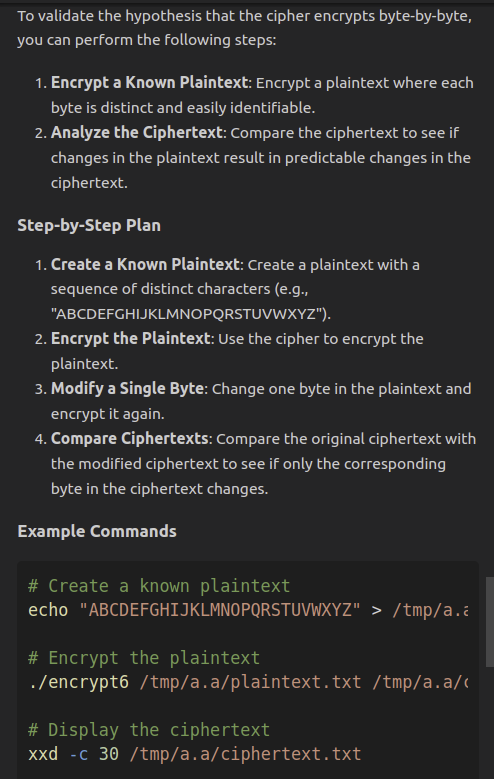 To validate the hypothesis that the cipher encrypts byte-by-byte,
you can perform the following steps:
1. Encrypt a Known Plaintext: Encrypt a plaintext where each
byte is distinct and easily identifiable.
2. Analyze the Ciphertext: Compare the ciphertext to see if
changes in the plaintext result in predictable changes in the
ciphertext.
Step-by-Step Plan
1. Create a Known Plaintext: Create a plaintext with a
sequence of distinct characters (e.g.,
"ABCDEFGHIJKLMNOPQRSTUVWXYZ").
2. Encrypt the Plaintext: Use the cipher to encrypt the
plaintext.
3. Modify a Single Byte: Change one byte in the plaintext and
encrypt it again.
4. Compare Ciphertexts: Compare the original ciphertext with
the modified ciphertext to see if only the corresponding
byte in the ciphertext changes.
Example Commands
# Create a known plaintext
echo "ABCDEFGHIJKLMNOPQRSTUVWXYZ" > /tmp/a.a
# Encrypt the plaintext
./encrypt6 /tmp/a.a/plaintext.txt /tmp/a.a/c
# Display the ciphertext
xxd -c 30 /tmp/a.a/ciphertext.txt